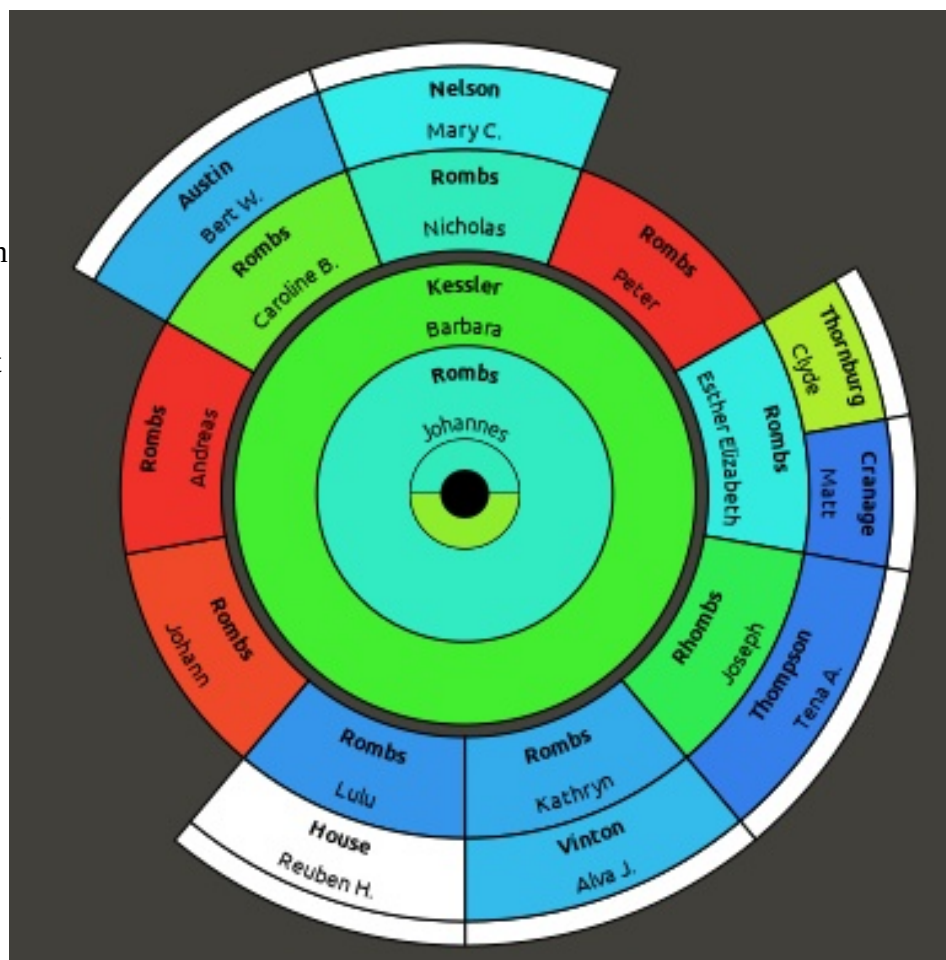 Nelson
Mary C.
Rombs
Nicholas
Austin
Bert W.
Rombs
Caroline B.
Rombs
Peter
Kessler
Barbara
Rombs
Johannes
Thornburg
Clyde
Rombs
Esther Elizabeth
Cranage
Matt
Rombs
Andreas
Rhombs
Joseph
Thompson
Tena A.
Rombs
Johann
Rombs
Lulu
House
Reuben H.
Rombs
Kathryn
Vinton
Alva J.